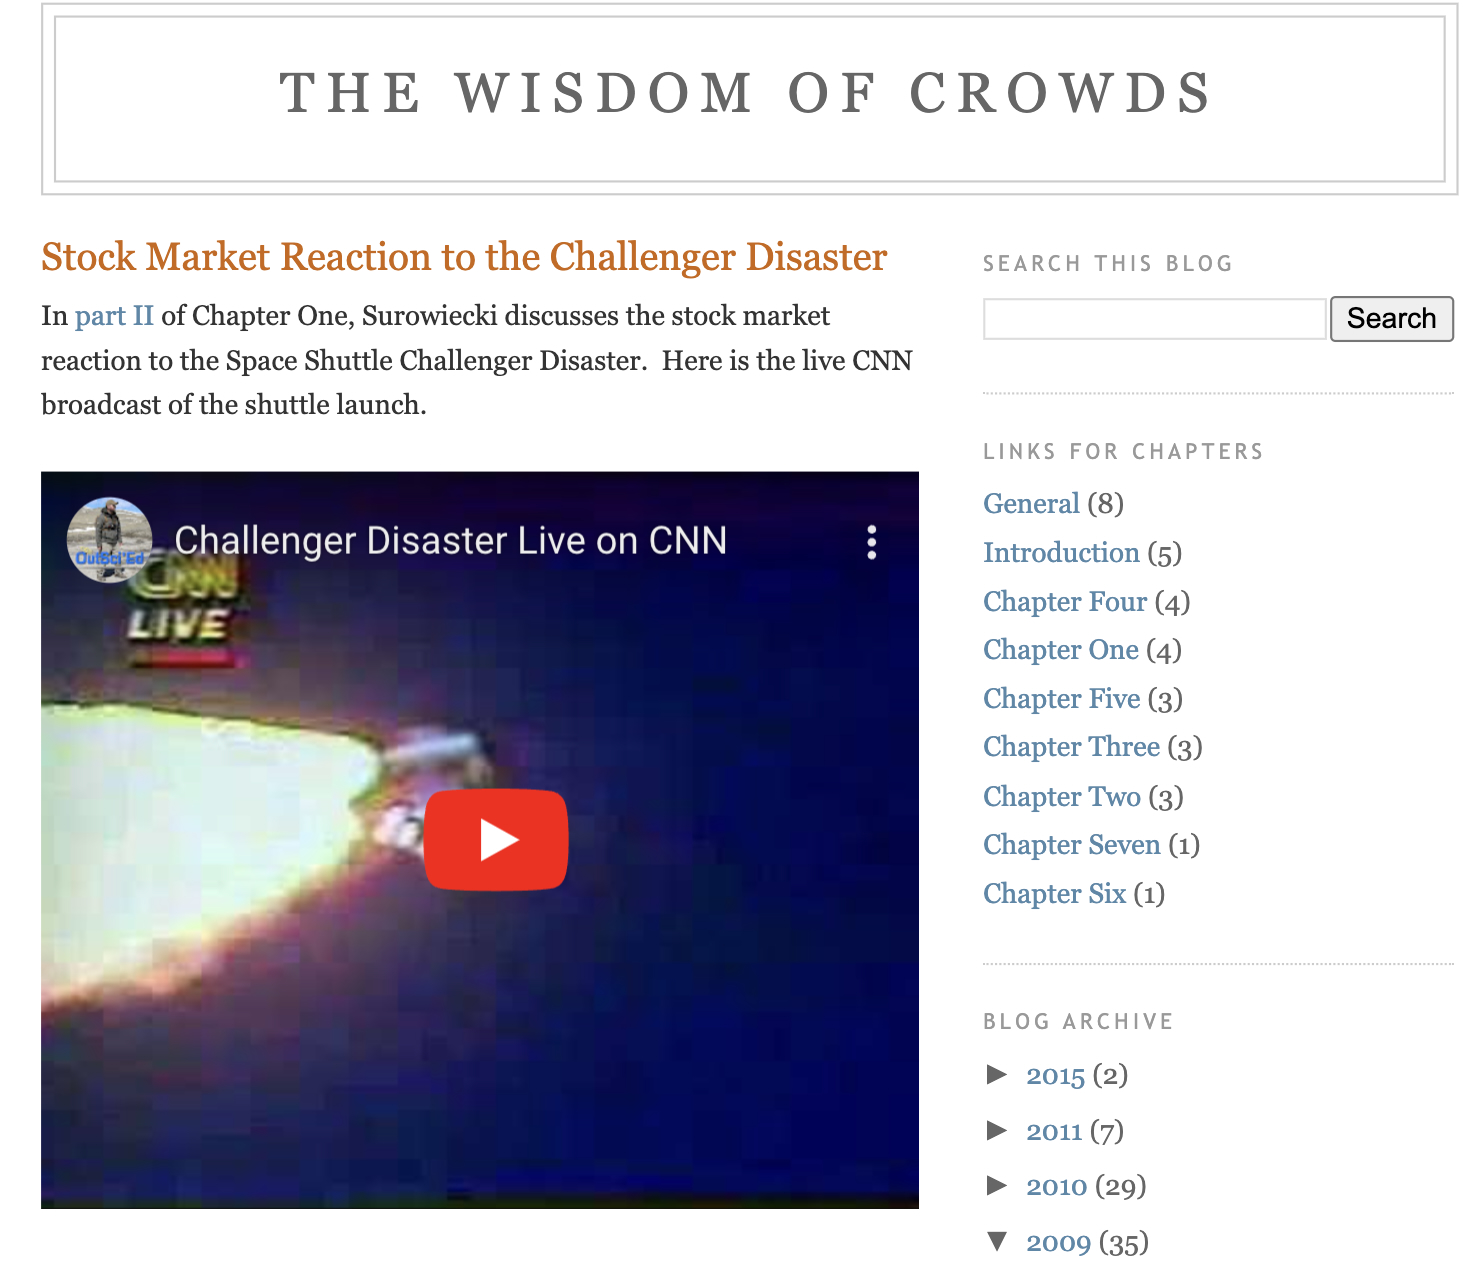 THE WISDOM OF CROWDS
Stock Market Reaction to the Challenger Disaster
In part II of Chapter One, Surowiecki discusses the stock market
reaction to the Space Shuttle Challenger Disaster.  Here is the live CNN
broadcast of the shuttle launch.
OutSci'Ed
Challenger Disaster Live on CNN
CNN
LIVE
SEARCH THIS BLOG
Search
LINKS FOR CHAPTERS
General (8)
Introduction (5)
Chapter Four (4)
Chapter One (4)
Chapter Five (3)
Chapter Three (3)
Chapter Two (3)
Chapter Seven (1)
Chapter Six (1)
BLOG ARCHIVE
► 2015 (2)
► 2011 (7)
► 2010 (29)
▼ 2009 (35)